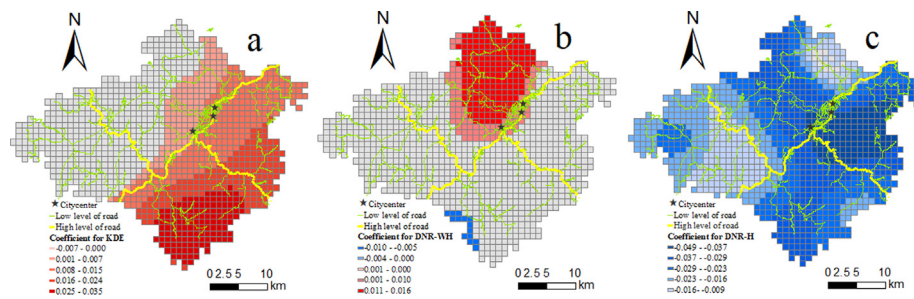 N
a
Citycenter
Low level of road
High level of road
Coefficient for KDE
-0.007 - 0.000
0.001 - 0.007
0.008 - 0.015
0.016 - 0.024
0.025 - 0.035
0 2.5 5 10
km
N
b
Citycenter
Low level of road
High level of road
Coefficient for DNR-WH
-0.010 - -0.005
-0.004 - 0.000
0.001 - 0.000
0.001 - 0.010
0.011 - 0.016
0 2.5 5 10
km
N
c
Citycenter
Low level of road
High level of road
Coefficient for DNR-H
-0.049 - -0.037
-0.037 - -0.029
-0.029 - -0.023
-0.023 - -0.016
-0.016 - -0.009
0 2.5 5 10
km